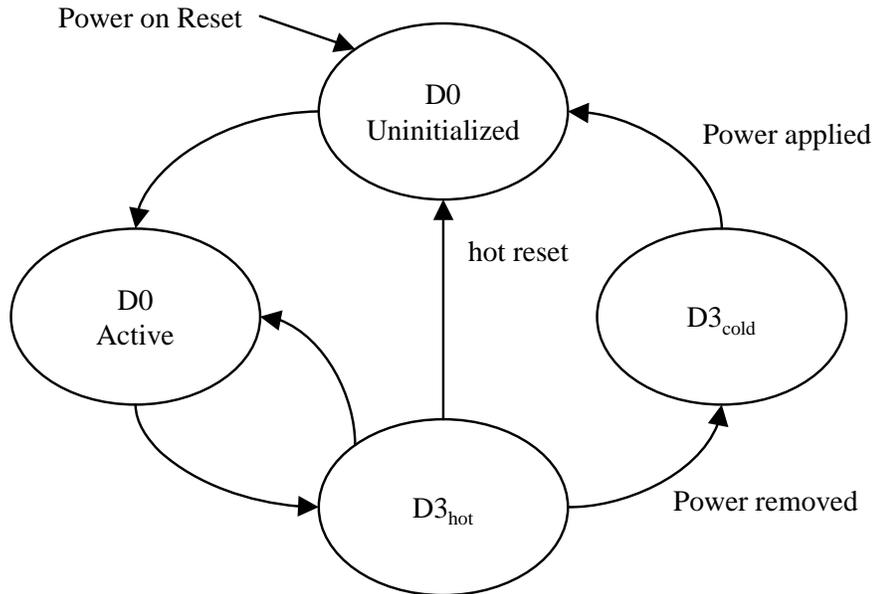 Power on Reset
D0
Uninitialized
Power applied
hot reset
D0
Active
D3cold
D3hot
Power removed